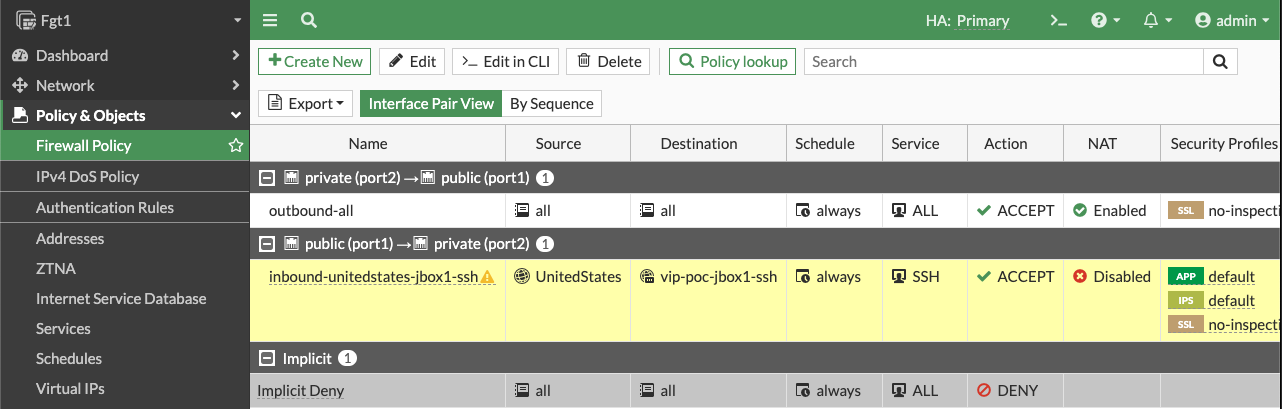 Fgt1
HA: Primary
admin
Dashboard
Network
Policy & Objects
Firewall Policy
IPv4 DoS Policy
Authentication Rules
Addresses
ZTNA
Internet Service Database
Services
Schedules
Virtual IPs
+Create New Edit >_ Edit in CLI Delete Policy lookup Search
Export Interface Pair View By Sequence
Name Source Destination Schedule Service Action NAT Security Profiles
private (port2) → public (port1) 1
outbound-all all all always ALL ACCEPT Enabled SSL no-inspecti
public (port1) → private (port2) 1
inbound-unitedstates-jbox1-ssh UnitedStates vip-poc-jbox1-ssh always SSH ACCEPT Disabled APP default
IPS default
SSL no-inspecti
Implicit 1
Implicit Deny all all always ALL DENY